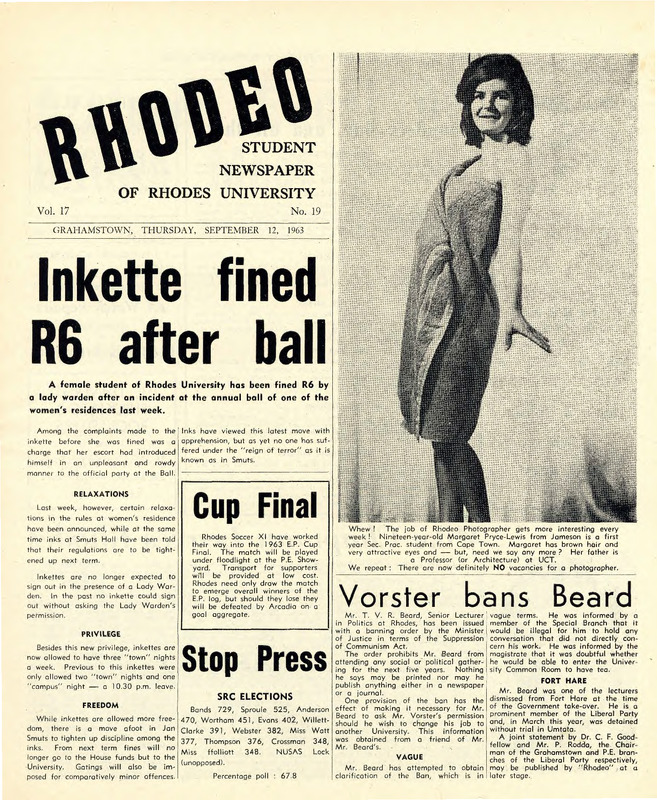 RHODEO
STUDENT
NEWSPAPER
OF RHODES UNIVERSITY
Vol. 17 No. 19
GRAHAMSTOWN, THURSDAY, SEPTEMBER 12, 1963
Inkette fined
R6 after ball
A female student of Rhodes University has been fined R6 by
a lady warden after an incident at the annual ball of one of the
women's residences last week.
Among the complaints made to the
inkette before she was fined was a
charge that her escort had introduced
himself in an unpleasant and rowdy
manner to the official party at the Ball.
RELAXATIONS
Last week, however, certain relaxa-
tions in the rules at women's residence
have been announced, while at the same
time inks at Smuts Hall have been told
that their regulations are to be tight-
ened up next term.
Inkettes are no longer expected to
sign out in the presence of a Lady War-
den. In the past no inkette could sign
out without asking the Lady Warden's
permission.
PRIVILEGE
Besides this new privilege, inkettes are
now allowed to have three "town" nights
a week. Previous to this inkettes were
only allowed two "town" nights and one
"campus" night — a 10.30 p.m. leave.
FREEDOM
While inkettes are allowed more free-
dom, there is a move afoot in Jan
Smuts to tighten up discipline among the
inks. From next term fines will no
longer go to the House funds but to the
University. Gatings will also be im-
posed for comparatively minor offences.
Inks have viewed this latest move with
apprehension, but as yet no one has suf-
fered under the "reign of terror" as it is
known as in Smuts.
Cup Final
Rhodes Soccer XI have worked
their way into the 1963 E.P. Cup
Final. The match will be played
under floodlight at the P.E. Show-
yard. Transport for supporters
will be provided at low cost.
Rhodes need only draw the match
to emerge overall winners of the
E.P. log, but should they lose they
will be defeated by Arcadia on a
goal aggregate.
Stop Press
SRC ELECTIONS
Bands 729, Sproule 525, Anderson
470, Wortham 451, Evans 402, Willett-
Clarke 391, Webster 382, Miss Watt
377, Thompson 376, Crossman 348,
Miss Ffolliott 348. NUSAS Lock
(unopposed).
Percentage poll : 67.8
Whew ! The job of Rhodeo Photographer gets more interesting every
week ! Nineteen-year-old Margaret Pryce-Lewis from Jameson is a first
year Sec. Prac. student from Cape Town. Margaret has brown hair and
very attractive eyes and — but, need we say any more ? Her father is
a Professor (or Architecture) at UCT.
We repeat : There are now definitely NO vacancies for a photographer.
Vorster bans Beard
Mr. T. V. R. Beard, Senior Lecturer
in Politics at Rhodes, has been issued
with a banning order by the Minister
of Justice in terms of the Suppression
of Communism Act.
The order prohibits Mr. Beard from
attending any social or political gather-
ing for the next five years. Nothing
he says may be printed nor may he
publish anything either in a newspaper
or a journal.
One provision of the ban has the
effect of making it necessary for Mr.
Beard to ask Mr. Vorster's permission
should he wish to change his job to
another University. This information
was obtained from a friend of Mr.
Mr. Beard's.
VAGUE
Mr. Beard has attempted to obtain
clarification of the Ban, which is in
vague terms. He was informed by a
member of the Special Branch that it
would be illegal for him to hold any
conversation that did not directly con-
cern his work. He was informed by the
magistrate that it was doubtful whether
he would be able to enter the Univer-
sity Common Room to have tea.
FORT HARE
Mr. Beard was one of the lecturers
dismissed from Fort Hare at the time
of the Government take-over. He is a
prominent member of the Liberal Party
and, in March this year, was detained
without trial in Umtata.
A joint statement by Dr. C. F. Good-
fellow and Mr. P. Rodda, the Chair-
man of the Grahamstown and P.E. bran-
ches of the Liberal Party respectively,
may be published by "Rhodeo" at a
later stage.